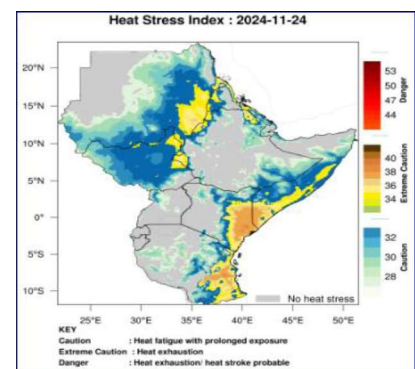 Heat Stress Index : 2024-11-24
20°N
15°N
10°N
5°N
0°
5°S
10°S
25°E 30°E 35°E 40°E 45°E 50°E
53
50
47
44
Danger
40
38
36
34
Extreme Caution
32
30
28
Caution
No heat stress
KEY
Caution : Heat fatigue with prolonged exposure
Extreme Caution : Heat exhaustion
Danger : Heat exhaustion/ heat stroke probable